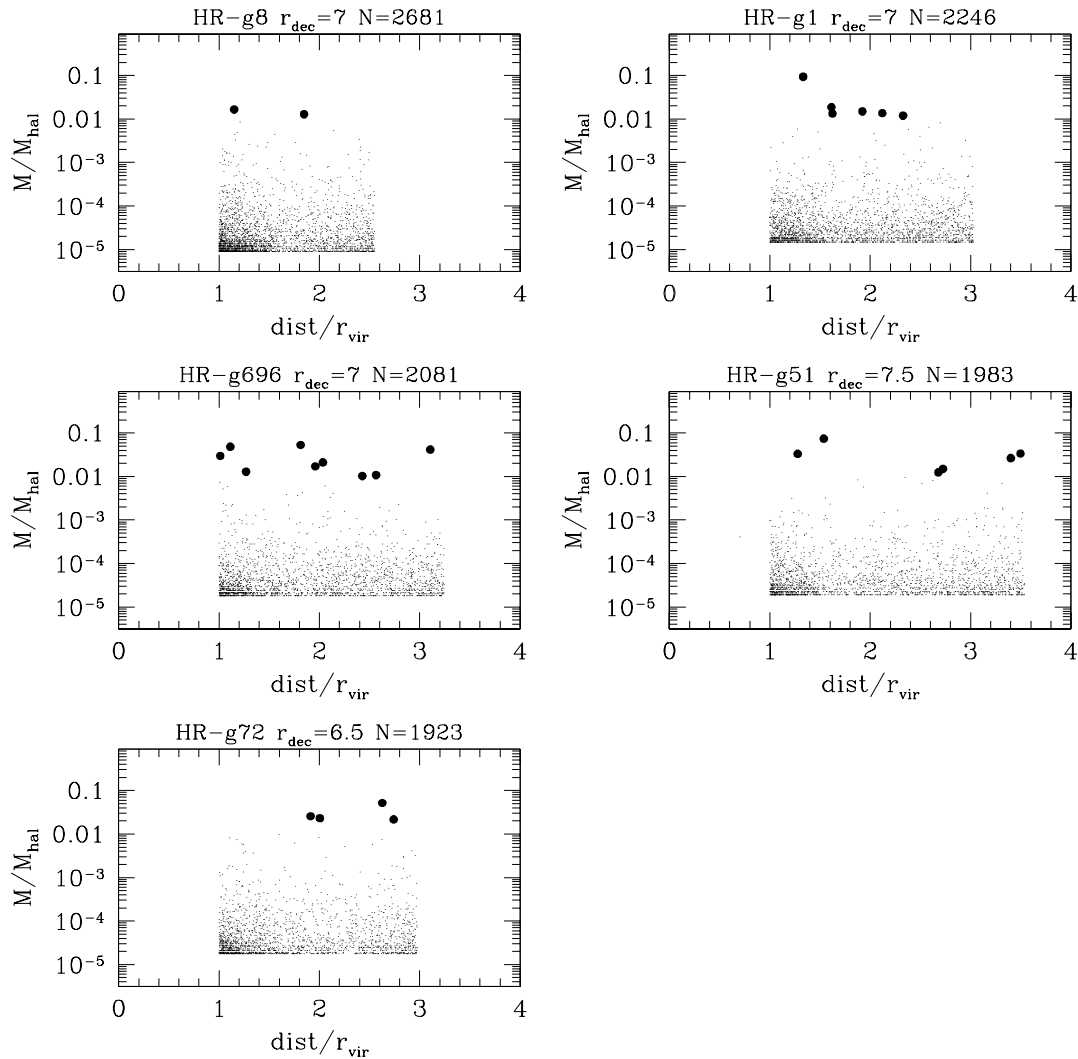 HR-g8 r_dec=7 N=2681
M/M_hal
0.1
0.01
10^-3
10^-4
10^-5
0 1 2 3 4
dist/r_vir
HR-g1 r_dec=7 N=2246
M/M_hal
0.1
0.01
10^-3
10^-4
10^-5
0 1 2 3 4
dist/r_vir
HR-g696 r_dec=7 N=2081
M/M_hal
0.1
0.01
10^-3
10^-4
10^-5
0 1 2 3 4
dist/r_vir
HR-g51 r_dec=7.5 N=1983
M/M_hal
0.1
0.01
10^-3
10^-4
10^-5
0 1 2 3 4
dist/r_vir
HR-g72 r_dec=6.5 N=1923
M/M_hal
0.1
0.01
10^-3
10^-4
10^-5
0 1 2 3 4
dist/r_vir